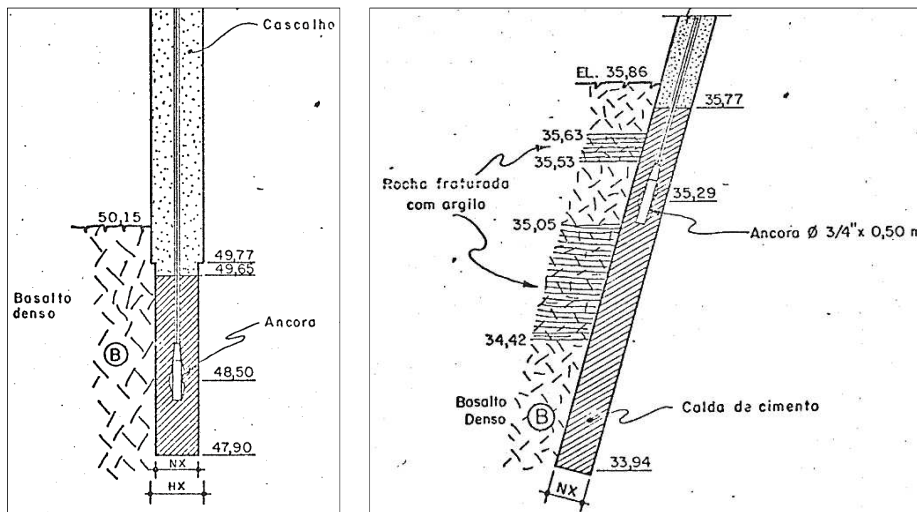 Cascalho
50,15
49,77
49,65
Basalto
denso
B
Ancora
48,50
47,90
NX
HX
EL. 35,86
35,77
35,63
35,53
Rocha fraturada
com argila
35,29
35,05
Ancora Ø 3/4"x 0,50 m
34,42
Basalto
Denso
B
Calda de cimento
33,94
NX